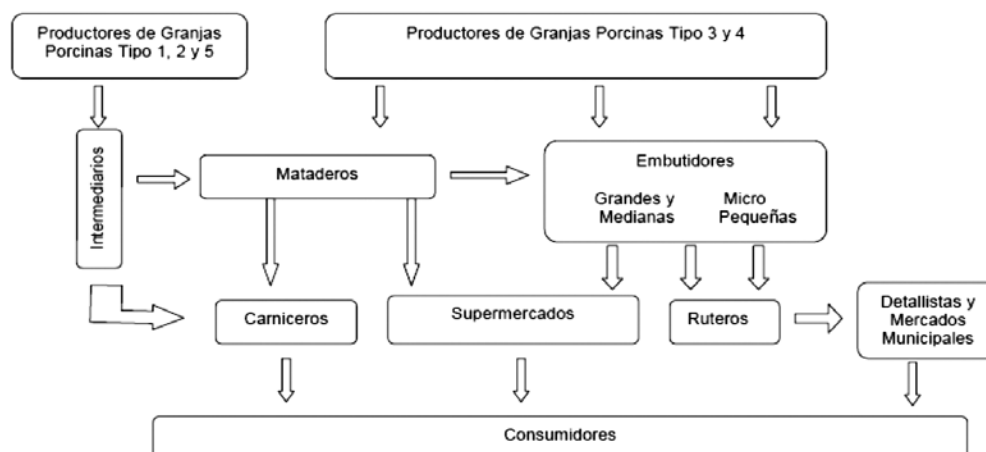 Productores de Granjas
Porcinas Tipo 1, 2 y 5
Productores de Granjas Porcinas Tipo 3 y 4
Intermediarios
Mataderos
Embutidores
Grandes y
Medianas
Micro
Pequeñas
Carniceros
Supermercados
Ruteros
Detallistas y
Mercados
Municipales
Consumidores